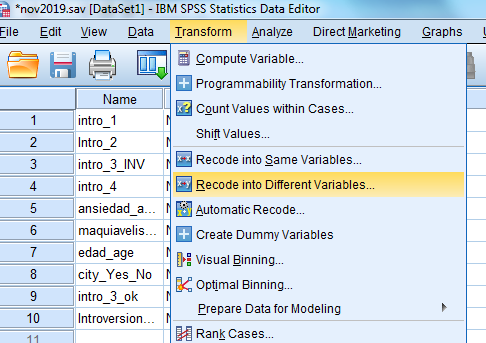 *nov2019.sav [DataSet1] - IBM SPSS Statistics Data Editor
File Edit View Data Transform Analyze Direct Marketing Graphs
Compute Variable...
Programmability Transformation...
Count Values within Cases...
Shift Values...
Recode into Same Variables...
Recode into Different Variables...
Automatic Recode...
Create Dummy Variables
Visual Binning...
Optimal Binning...
Prepare Data for Modeling
Rank Cases...
Name
1 intro_1
2 Intro_2
3 intro_3_INV
4 intro_4
5 ansiedad_a...
6 maquiavelis...
7 edad_age
8 city_Yes_No
9 intro_3_ok
10 Introversion...
11